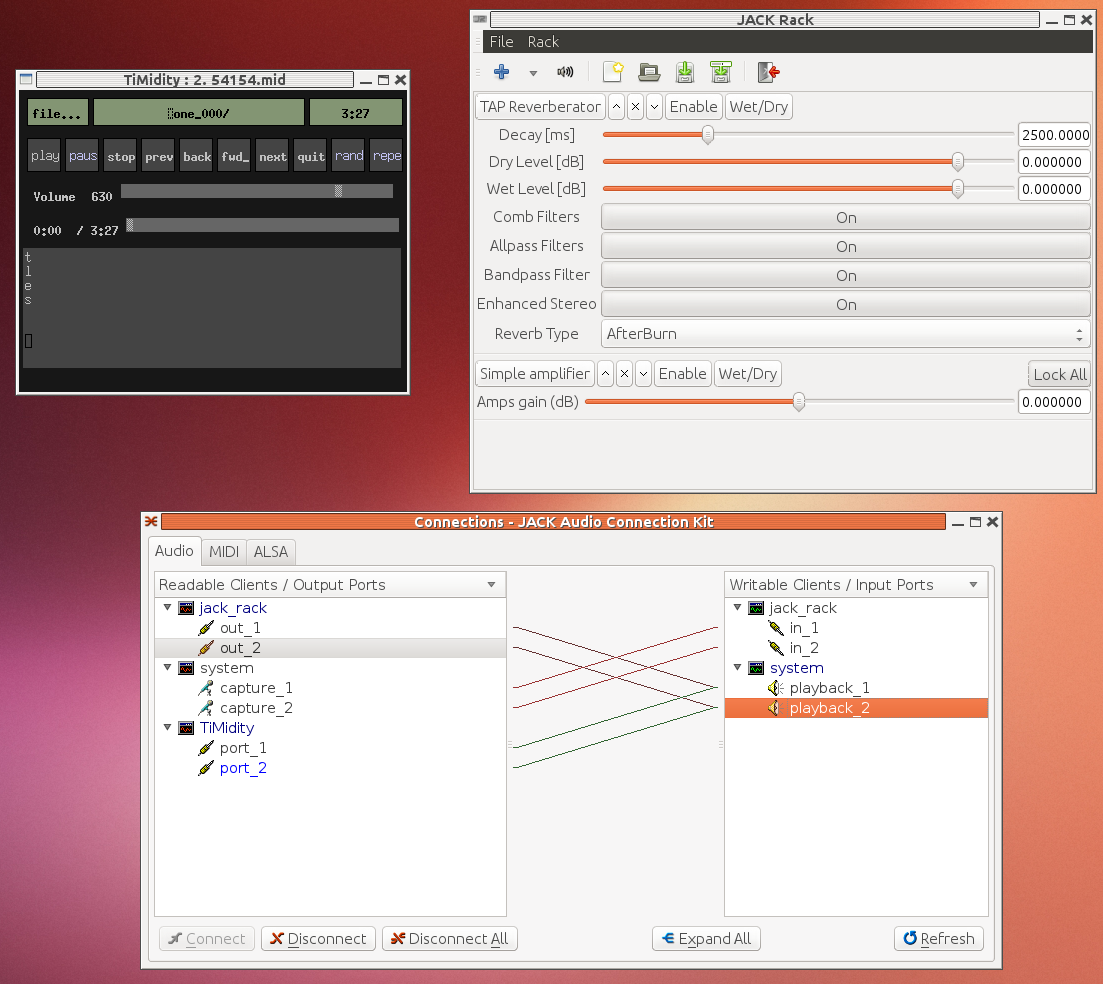 TiMidity : 2. 54154.mid
file...
one_000/
3:27
play paus stop prev back fwd_ next quit rand repe
Volume 630
0:00 / 3:27
t
l
e
s
JACK Rack
File Rack
TAP Reverberator Enable Wet/Dry
Decay [ms] 2500.0000
Dry Level [dB] 0.000000
Wet Level [dB] 0.000000
Comb Filters On
Allpass Filters On
Bandpass Filter On
Enhanced Stereo On
Reverb Type AfterBurn
Simple amplifier Enable Wet/Dry Lock All
Amps gain (dB) 0.000000
Connections - JACK Audio Connection Kit
Audio MIDI ALSA
Readable Clients / Output Ports
jack_rack
out_1
out_2
system
capture_1
capture_2
TiMidity
port_1
port_2
Writable Clients / Input Ports
jack_rack
in_1
in_2
system
playback_1
playback_2
Connect Disconnect Disconnect All Expand All Refresh